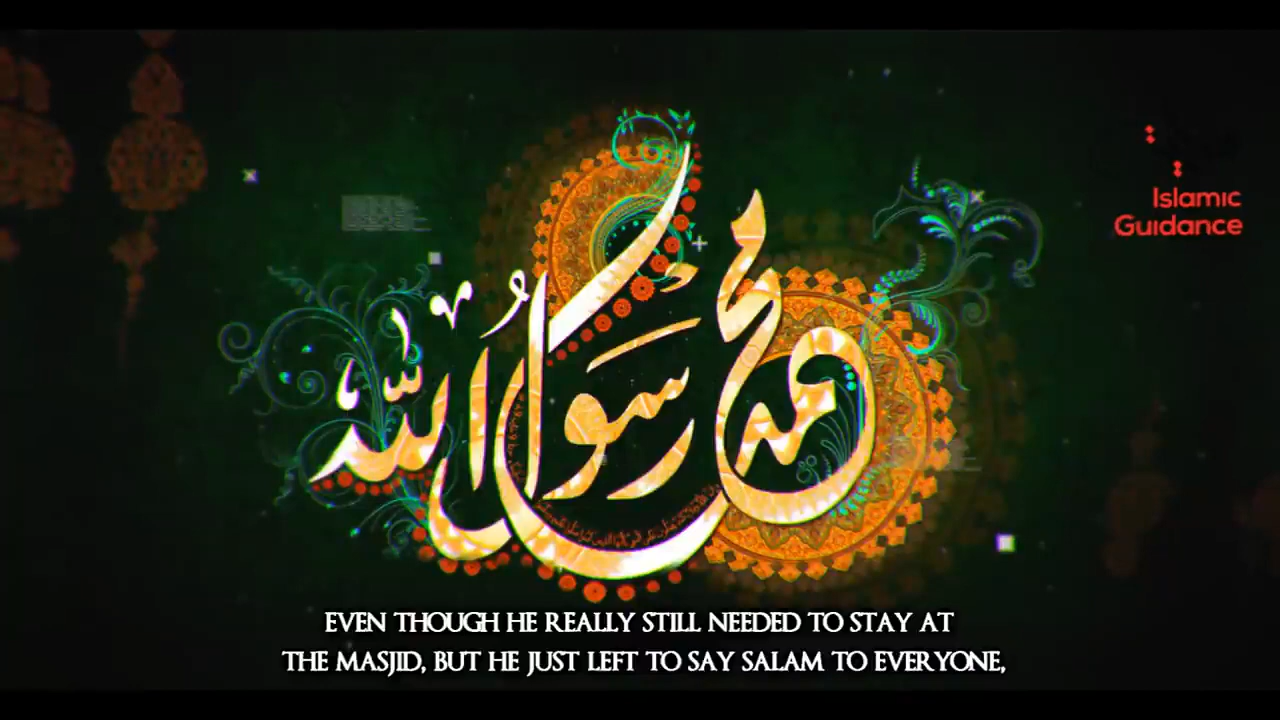 محمد رسول الله
Islamic
Guidance
EVEN THOUGH HE REALLY STILL NEEDED TO STAY AT
THE MASJID, BUT HE JUST LEFT TO SAY SALAM TO EVERYONE,